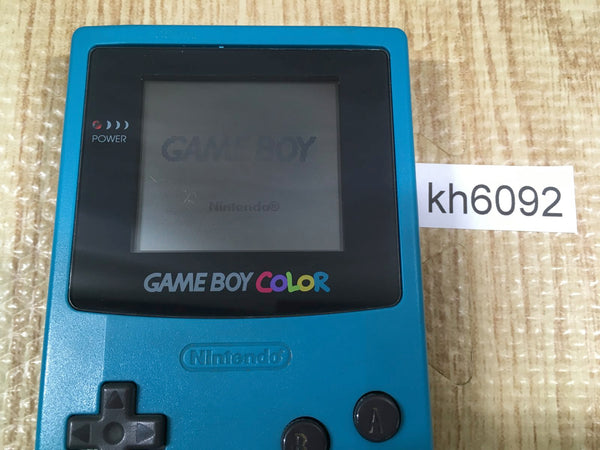 POWER
GAME BOY
Nintendo®
GAME BOY COLOR
Nintendo®
A
B
kh6092